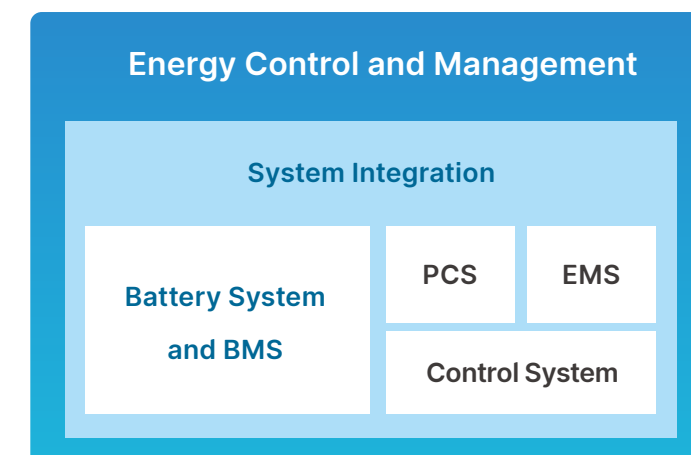 Energy Control and Management
System Integration
Battery System
and BMS
PCS
EMS
Control System